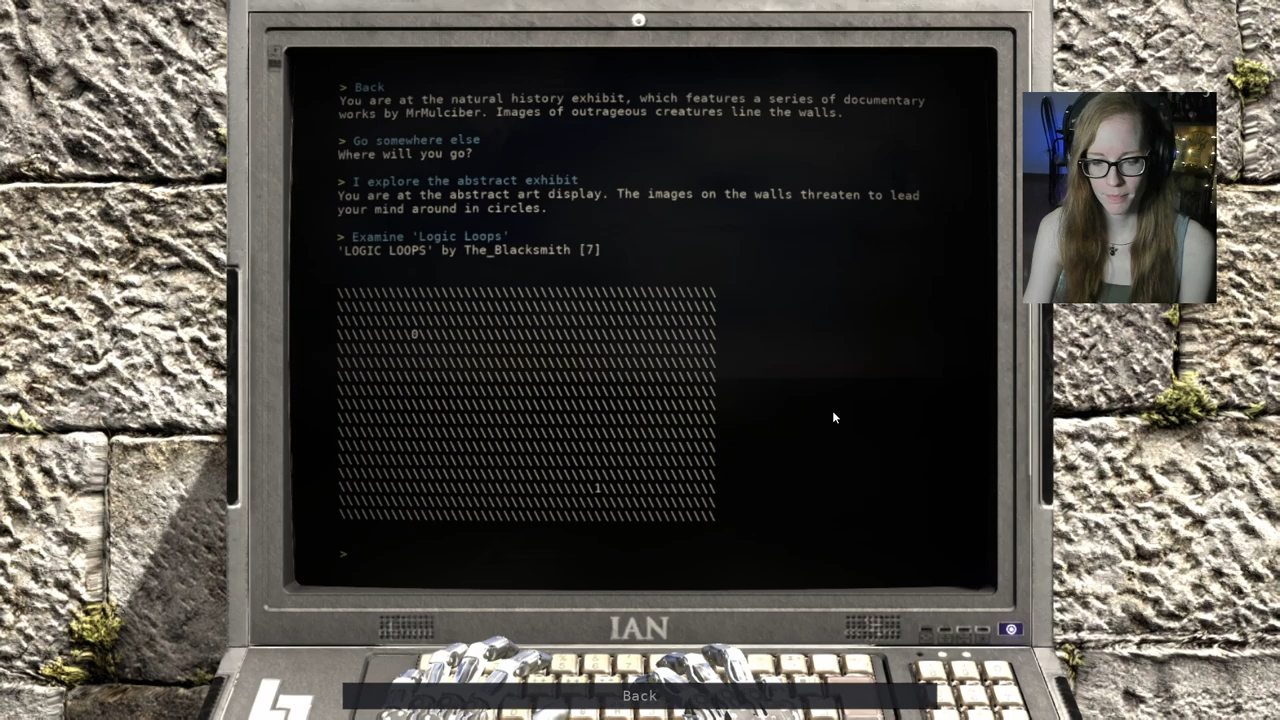 > Back
You are at the natural history exhibit, which features a series of documentary
works by MrMulciber. Images of outrageous creatures line the walls.
> Go somewhere else
Where will you go?
> I explore the abstract exhibit
You are at the abstract art display. The images on the walls threaten to lead
your mind around in circles.
> Examine 'Logic Loops'
'LOGIC LOOPS' by The_Blacksmith [7]
0
1
>
IAN
Back